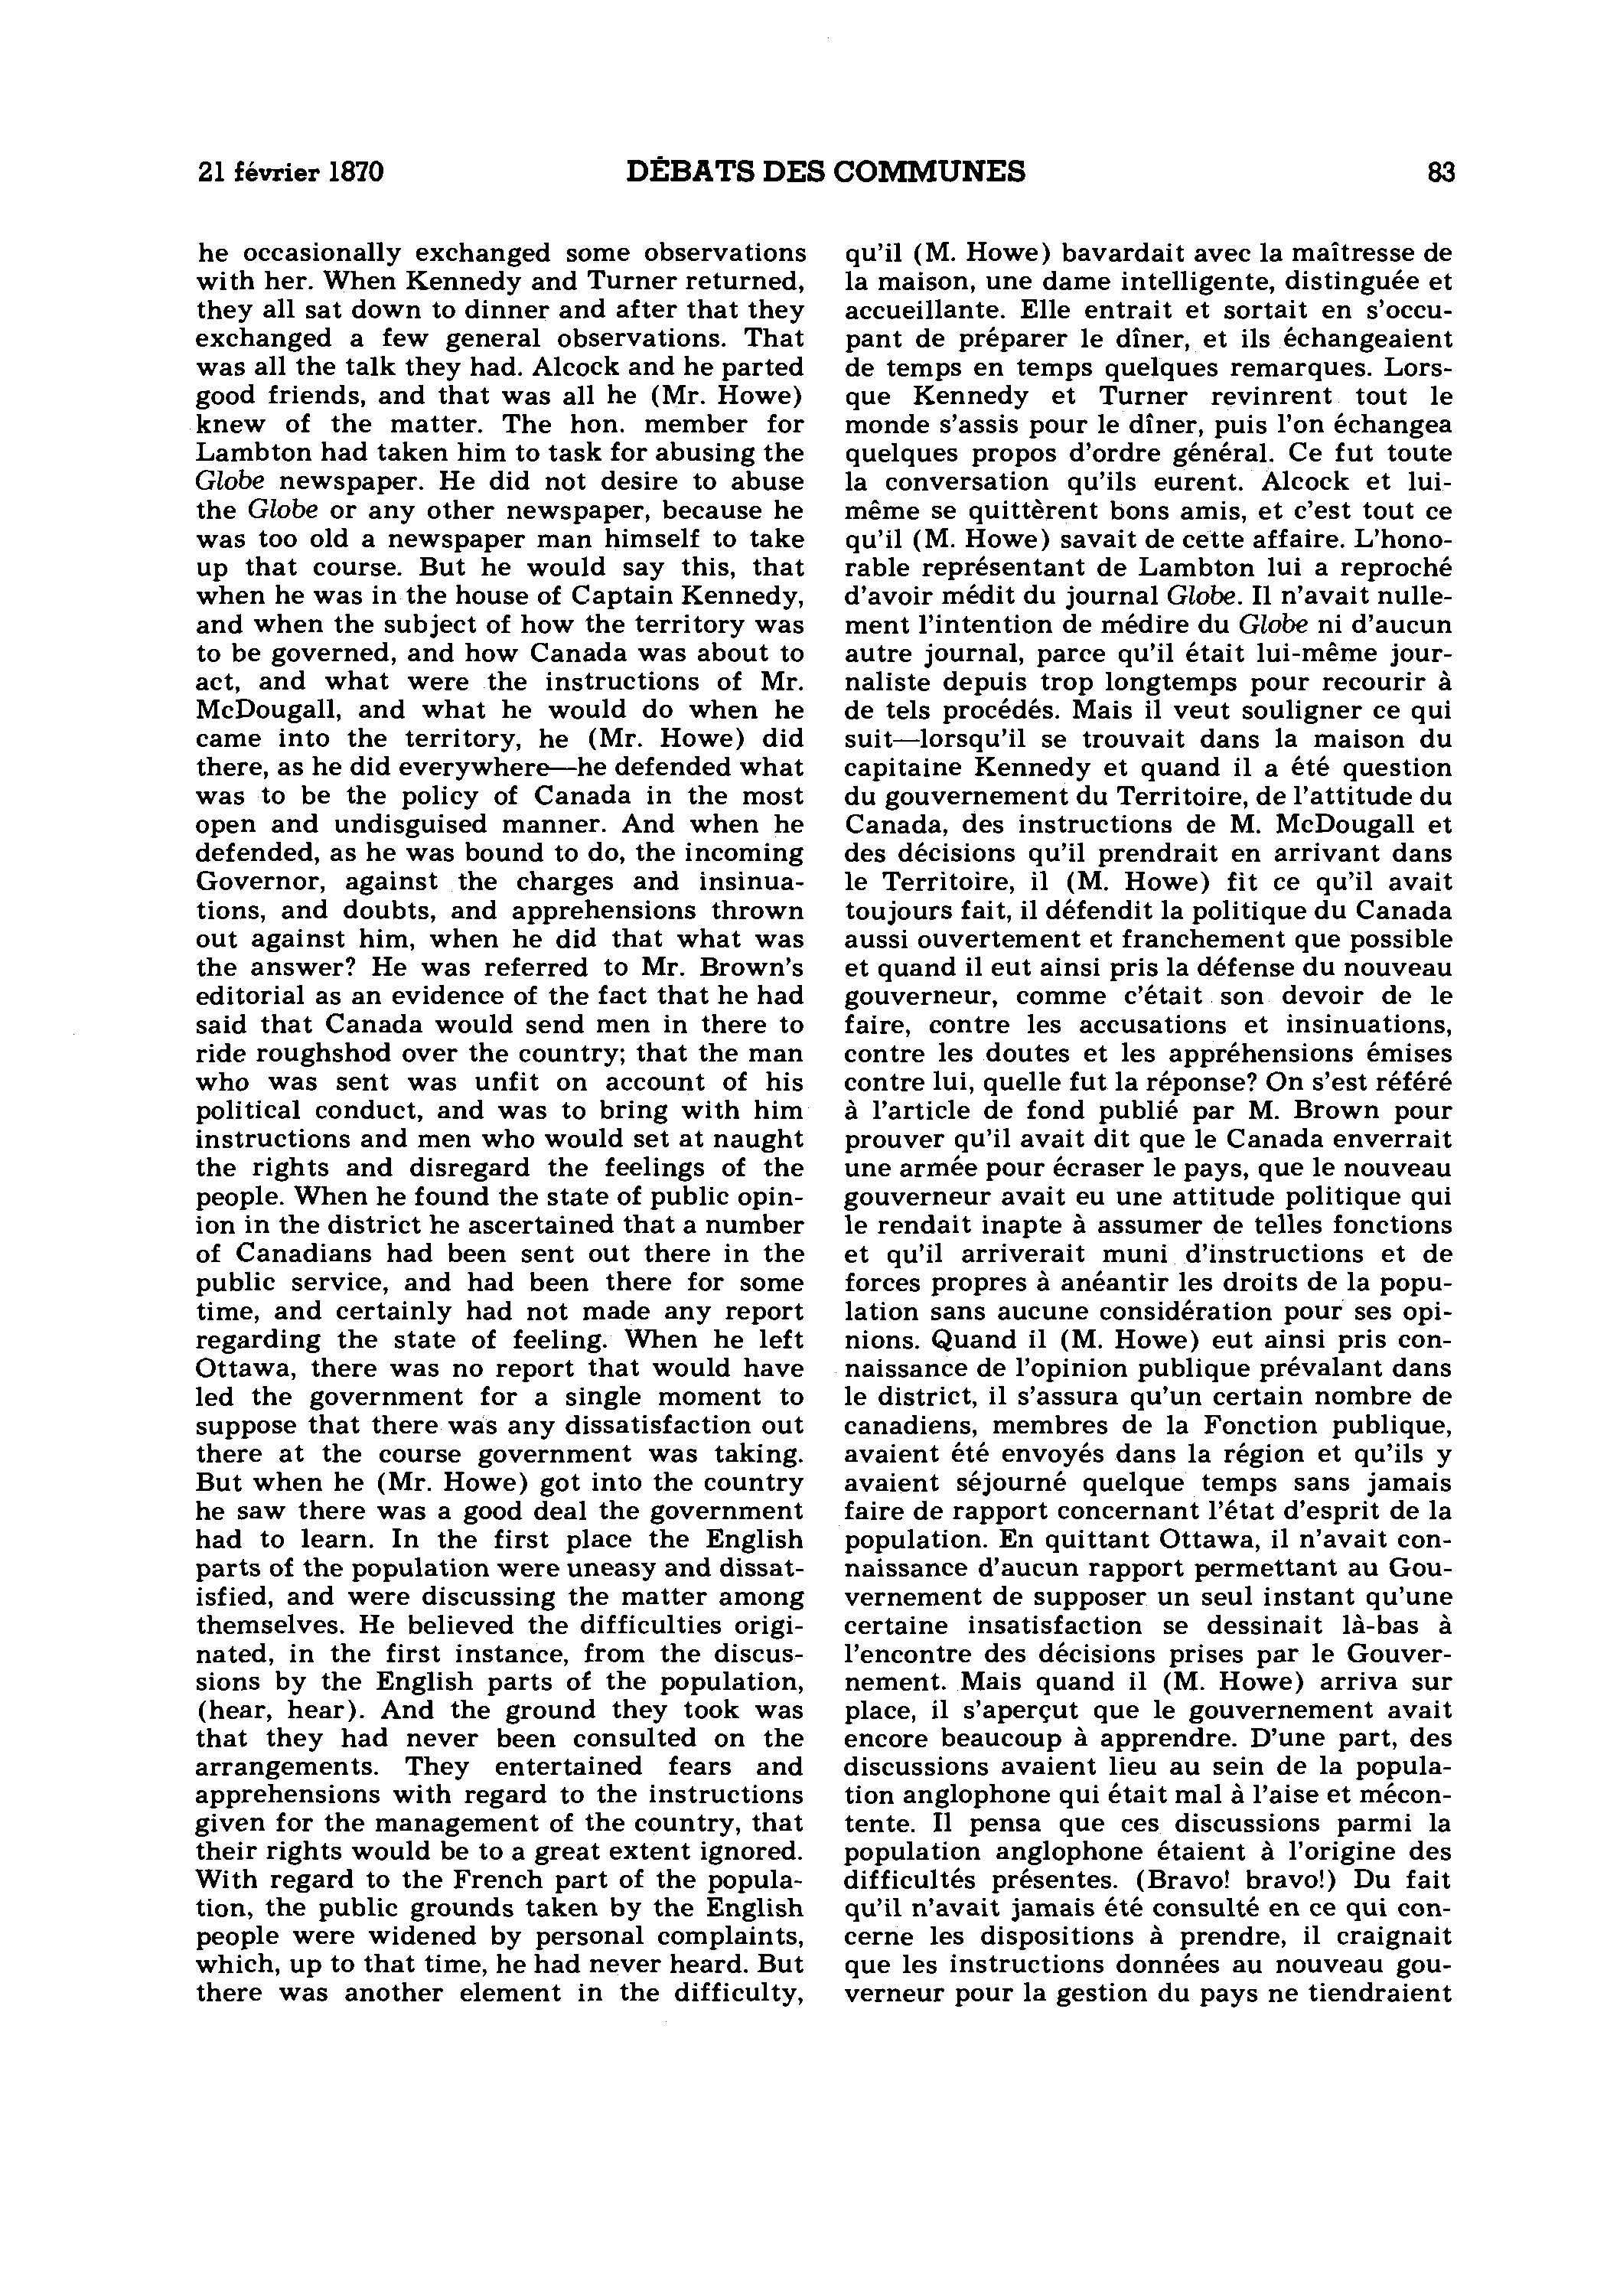 21 février 1870
DÉBATS DES COMMUNES
83
he occasionally exchanged some observations
with her. When Kennedy and Turner returned,
they all sat down to dinner and after that they
exchanged a few general observations. That
was all the talk they had. Alcock and he parted
good friends, and that was all he (Mr. Howe)
knew of the matter. The hon. member for
Lambton had taken him to task for abusing the
Globe newspaper. He did not desire to abuse
the Globe or any other newspaper, because he
was too old a newspaper man himself to take
up that course. But he would say this, that
when he was in the house of Captain Kennedy,
and when the subject of how the territory was
to be governed, and how Canada was about to
act, and what were the instructions of Mr.
McDougall, and what he would do when he
came into the territory, he (Mr. Howe) did
there, as he did everywhere—he defended what
was to be the policy of Canada in the most
open and undisguised manner. And when he
defended, as he was bound to do, the incoming
Governor, against the charges and insinua-
tions, and doubts, and apprehensions thrown
out against him, when he did that what was
the answer? He was referred to Mr. Brown's
editorial as an evidence of the fact that he had
said that Canada would send men in there to
ride roughshod over the country; that the man
who was sent was unfit on account of his
political conduct, and was to bring with him
instructions and men who would set at naught
the rights and disregard the feelings of the
people. When he found the state of public opin-
ion in the district he ascertained that a number
of Canadians had been sent out there in the
public service, and had been there for some
time, and certainly had not made any report
regarding the state of feeling. When he left
Ottawa, there was no report that would have
led the government for a single moment to
suppose that there was any dissatisfaction out
there at the course government was taking.
But when he (Mr. Howe) got into the country
he saw there was a good deal the government
had to learn. In the first place the English
parts of the population were uneasy and dissat-
isfied, and were discussing the matter among
themselves. He believed the difficulties origi-
nated, in the first instance, from the discus-
sions by the English parts of the population,
(hear, hear). And the ground they took was
that they had never been consulted on the
arrangements. They entertained fears and
apprehensions with regard to the instructions
given for the management of the country, that
their rights would be to a great extent ignored.
With regard to the French part of the popula-
tion, the public grounds taken by the English
people were widened by personal complaints,
which, up to that time, he had never heard. But
there was another element in the difficulty,
qu'il (M. Howe) bavardait avec la maîtresse de
la maison, une dame intelligente, distinguée et
accueillante. Elle entrait et sortait en s'occu-
pant de préparer le dîner, et ils échangeaient
de temps en temps quelques remarques. Lors-
que Kennedy et Turner revinrent tout le
monde s'assis pour le dîner, puis l'on échangea
quelques propos d'ordre général. Ce fut toute
la conversation qu'ils eurent. Alcock et lui-
même se quittèrent bons amis, et c'est tout ce
qu'il (M. Howe) savait de cette affaire. L'hono-
rable représentant de Lambton lui a reproché
d'avoir médit du journal Globe. Il n'avait nulle-
ment l'intention de médire du Globe ni d'aucun
autre journal, parce qu'il était lui-même jour-
naliste depuis trop longtemps pour recourir à
de tels procédés. Mais il veut souligner ce qui
suit—lorsqu'il se trouvait dans la maison du
capitaine Kennedy et quand il a été question
du gouvernement du Territoire, de l'attitude du
Canada, des instructions de M. McDougall et
des décisions qu'il prendrait en arrivant dans
le Territoire, il (M. Howe) fit ce qu'il avait
toujours fait, il défendit la politique du Canada
aussi ouvertement et franchement que possible
et quand il eut ainsi pris la défense du nouveau
gouverneur, comme c'était son devoir de le
faire, contre les accusations et insinuations,
contre les doutes et les appréhensions émises
contre lui, quelle fut la réponse? On s'est référé
à l'article de fond publié par M. Brown pour
prouver qu'il avait dit que le Canada enverrait
une armée pour écraser le pays, que le nouveau
gouverneur avait eu une attitude politique qui
le rendait inapte à assumer de telles fonctions
et qu'il arriverait muni d'instructions et de
forces propres à anéantir les droits de la popu-
lation sans aucune considération pour ses opi-
nions. Quand il (M. Howe) eut ainsi pris con-
naissance de l'opinion publique prévalant dans
le district, il s'assura qu'un certain nombre de
canadiens, membres de la Fonction publique,
avaient été envoyés dans la région et qu'ils y
avaient séjourné quelque temps sans jamais
faire de rapport concernant l'état d'esprit de la
population. En quittant Ottawa, il n'avait con-
naissance d'aucun rapport permettant au Gou-
vernement de supposer un seul instant qu'une
certaine insatisfaction se dessinait là-bas à
l'encontre des décisions prises par le Gouver-
nement. Mais quand il (M. Howe) arriva sur
place, il s'aperçut que le gouvernement avait
encore beaucoup à apprendre. D'une part, des
discussions avaient lieu au sein de la popula-
tion anglophone qui était mal à l'aise et mécon-
tente. Il pensa que ces discussions parmi la
population anglophone étaient à l'origine des
difficultés présentes. (Bravo! bravo!) Du fait
qu'il n'avait jamais été consulté en ce qui con-
cerne les dispositions à prendre, il craignait
que les instructions données au nouveau gou-
verneur pour la gestion du pays ne tiendraient